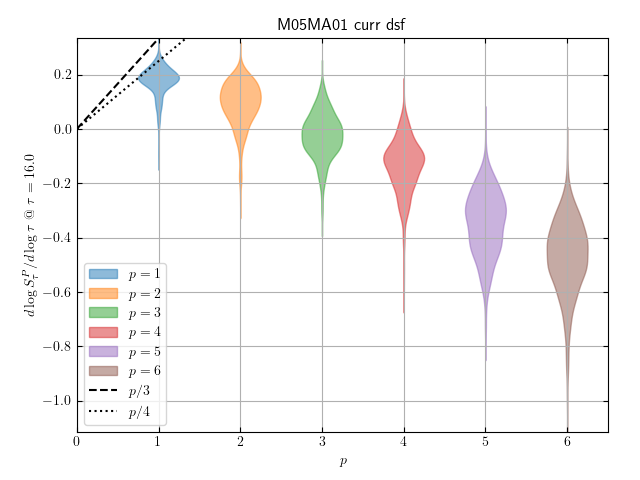 M05MA01 curr dsf
d log S_τ^P / d log τ @ τ = 16.0
0.2
0.0
−0.2
−0.4
−0.6
−0.8
−1.0
p = 1
p = 2
p = 3
p = 4
p = 5
p = 6
p/3
p/4
0 1 2 3 4 5 6
p